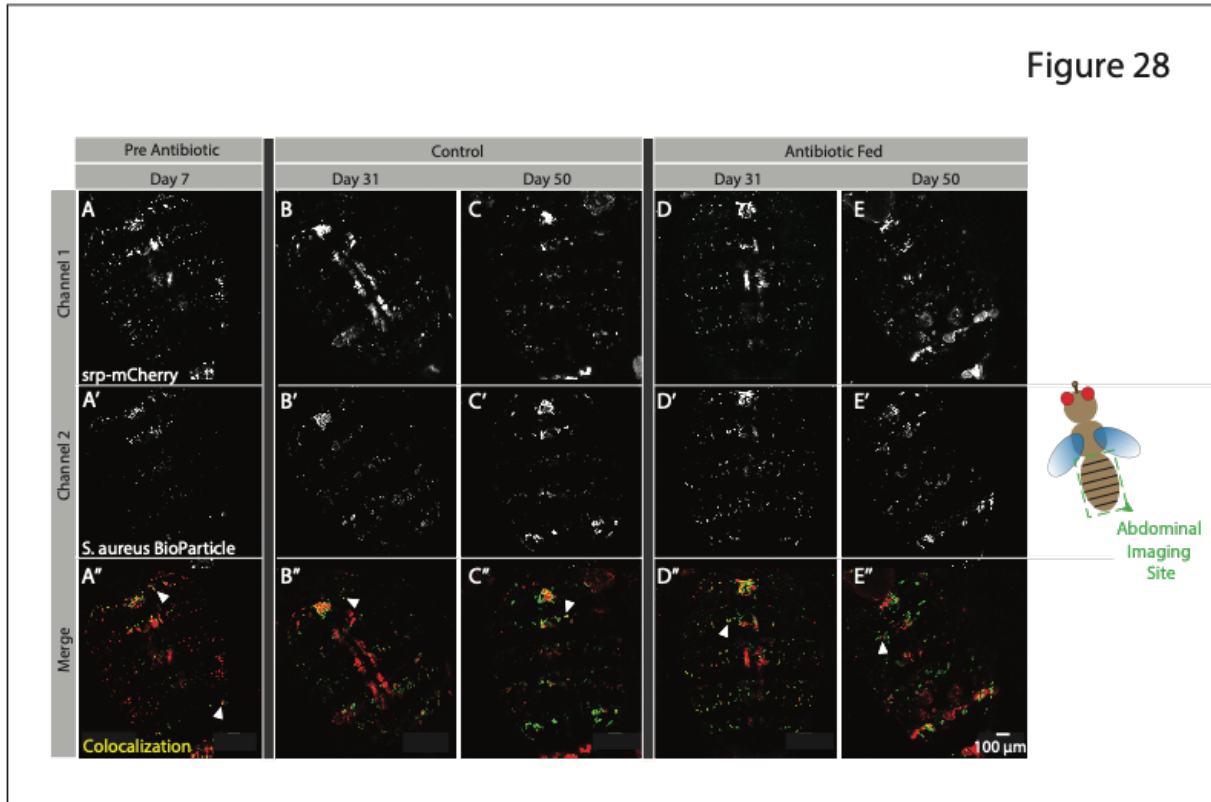 Figure 28
Pre Antibiotic
Control
Antibiotic Fed
Day 7
Day 31
Day 50
Day 31
Day 50
Channel 1
A
B
C
D
E
srp-mCherry
Channel 2
A'
B'
C'
D'
E'
S. aureus BioParticle
Merge
A"
B"
C"
D"
E"
Colocalization
100 µm
Abdominal
Imaging
Site